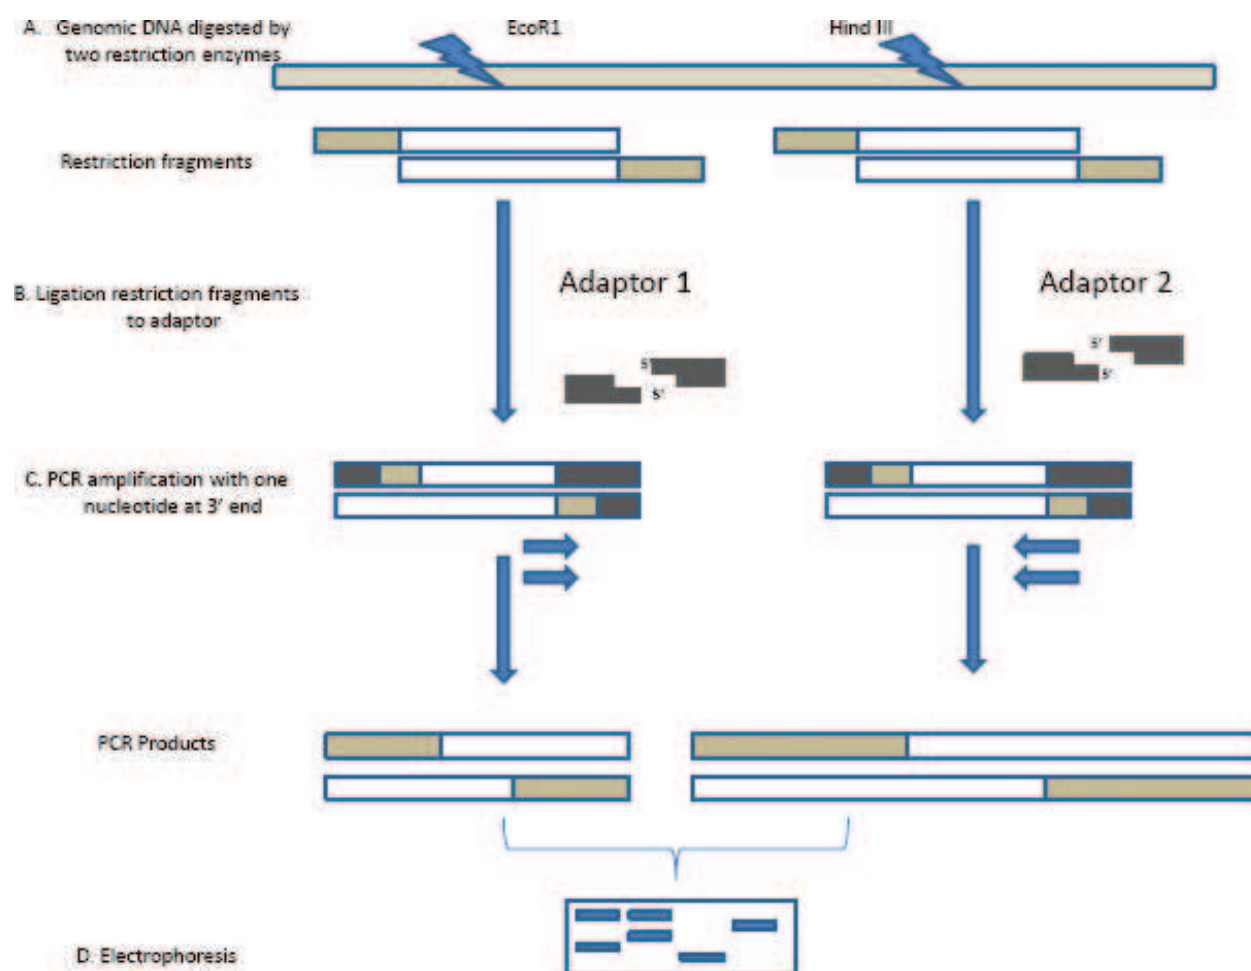 A. Genomic DNA digested by
two restriction enzymes
EcoR1
Hind III
Restriction fragments
Adaptor 1
Adaptor 2
B. Ligation restriction fragments
to adaptor
5'
5'
5'
5'
C. PCR amplification with one
nucleotide at 3' end
PCR Products
D. Electrophoresis